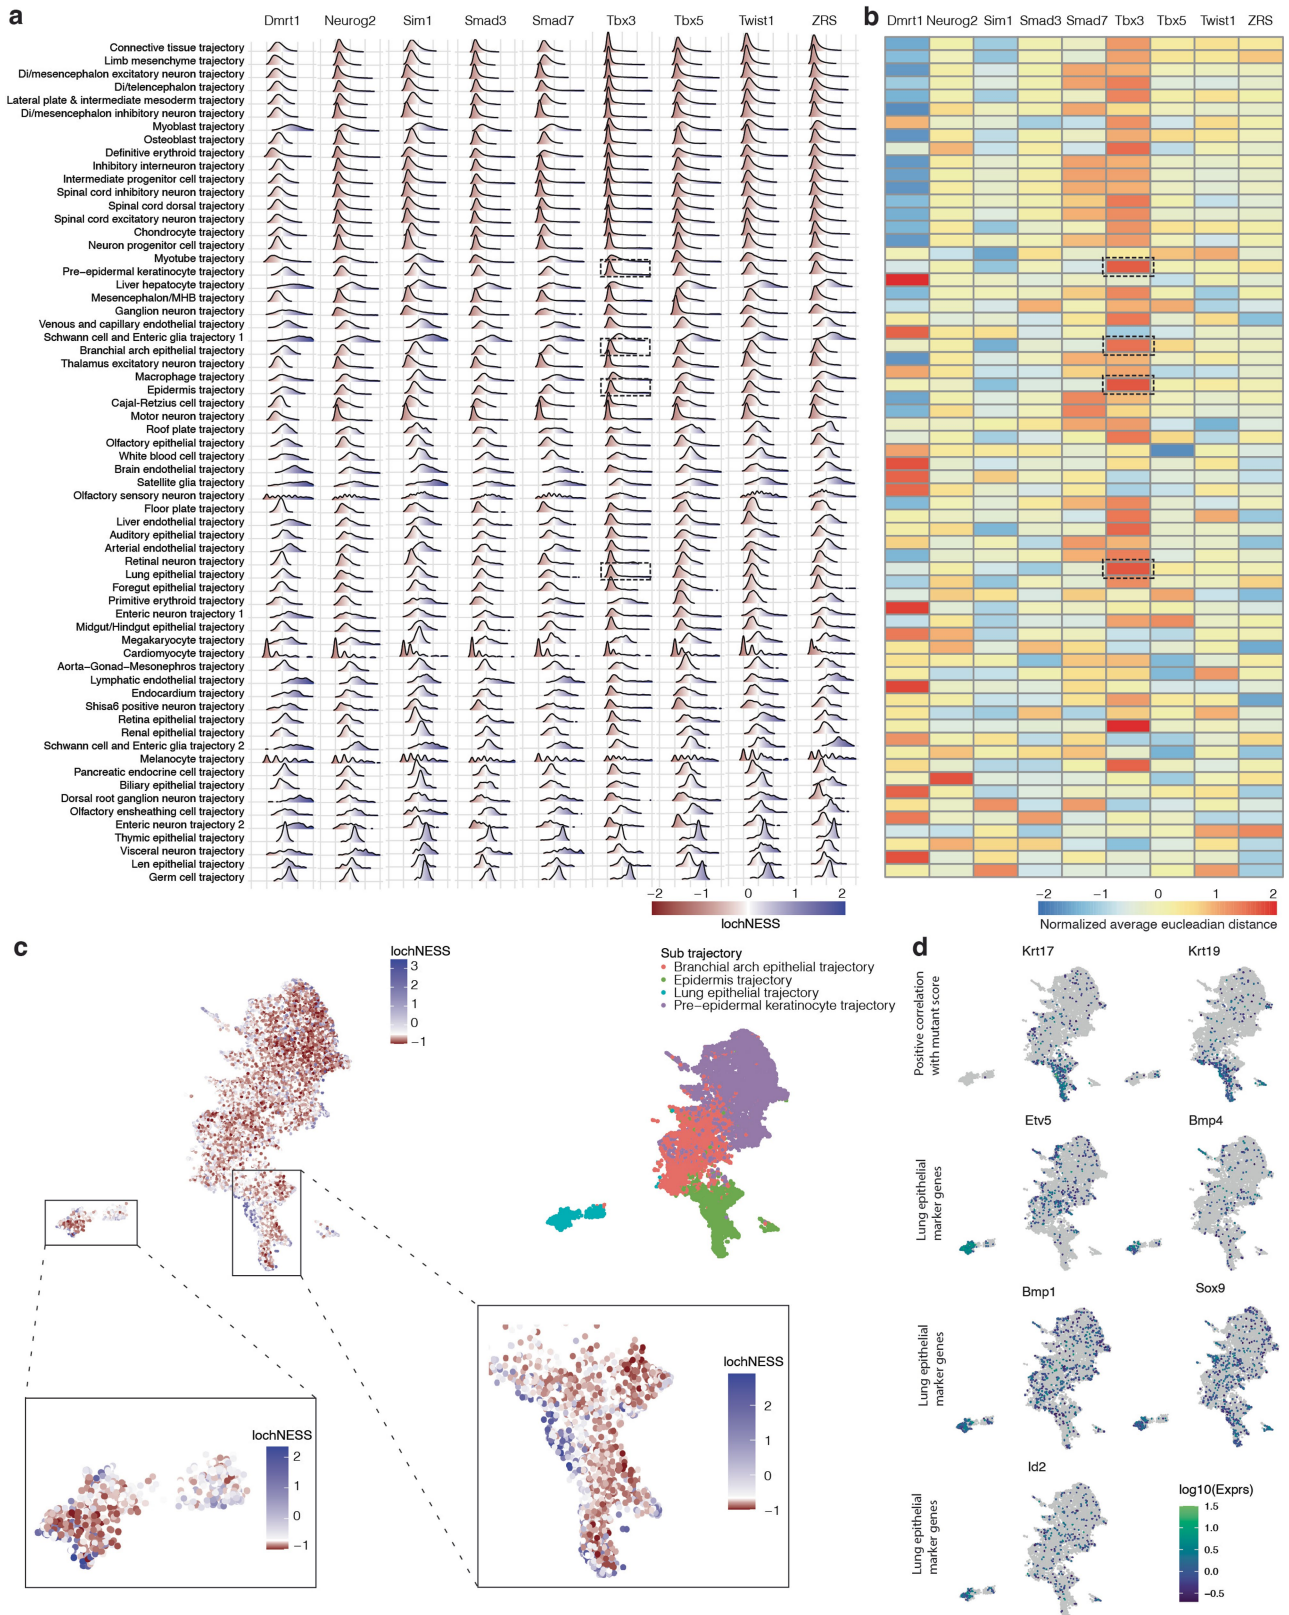 a
Dmrt1 Neurog2 Sim1 Smad3 Smad7 Tbx3 Tbx5 Twist1 ZRS
Connective tissue trajectory
Limb mesenchyme trajectory
Di/mesencephalon excitatory neuron trajectory
Di/telencephalon trajectory
Lateral plate & intermediate mesoderm trajectory
Di/mesencephalon inhibitory neuron trajectory
Myoblast trajectory
Osteoblast trajectory
Definitive erythroid trajectory
Inhibitory interneuron trajectory
Intermediate progenitor cell trajectory
Spinal cord inhibitory neuron trajectory
Spinal cord dorsal trajectory
Spinal cord excitatory neuron trajectory
Chondrocyte trajectory
Neuron progenitor cell trajectory
Myotube trajectory
Pre−epidermal keratinocyte trajectory
Liver hepatocyte trajectory
Mesencephalon/MHB trajectory
Ganglion neuron trajectory
Venous and capillary endothelial trajectory
Schwann cell and Enteric glia trajectory 1
Branchial arch epithelial trajectory
Thalamus excitatory neuron trajectory
Macrophage trajectory
Epidermis trajectory
Cajal-Retzius cell trajectory
Motor neuron trajectory
Roof plate trajectory
Olfactory epithelial trajectory
White blood cell trajectory
Brain endothelial trajectory
Satellite glia trajectory
Olfactory sensory neuron trajectory
Floor plate trajectory
Liver endothelial trajectory
Auditory epithelial trajectory
Arterial endothelial trajectory
Retinal neuron trajectory
Lung epithelial trajectory
Foregut epithelial trajectory
Primitive erythroid trajectory
Enteric neuron trajectory 1
Midgut/Hindgut epithelial trajectory
Megakaryocyte trajectory
Cardiomyocyte trajectory
Aorta−Gonad−Mesonephros trajectory
Lymphatic endothelial trajectory
Endocardium trajectory
Shisa6 positive neuron trajectory
Retina epithelial trajectory
Renal epithelial trajectory
Schwann cell and Enteric glia trajectory 2
Melanocyte trajectory
Pancreatic endocrine cell trajectory
Biliary epithelial trajectory
Dorsal root ganglion neuron trajectory
Olfactory ensheathing cell trajectory
Enteric neuron trajectory 2
Thymic epithelial trajectory
Visceral neuron trajectory
Len epithelial trajectory
Germ cell trajectory
−2 −1 0 1 2
lochNESS
b
Dmrt1 Neurog2 Sim1 Smad3 Smad7 Tbx3 Tbx5 Twist1 ZRS
−2 −1 0 1 2
Normalized average eucleadian distance
c
lochNESS
3
2
1
0
−1
Sub trajectory
Branchial arch epithelial trajectory
Epidermis trajectory
Lung epithelial trajectory
Pre−epidermal keratinocyte trajectory
lochNESS
2
1
0
−1
lochNESS
2
1
0
−1
d
Krt17 Krt19
Positive correlation
with mutant score
Etv5 Bmp4
Lung epithelial
marker genes
Bmp1 Sox9
Lung epithelial
marker genes
Id2
Lung epithelial
marker genes
log10(Exprs)
1.5
1.0
0.5
0.0
−0.5